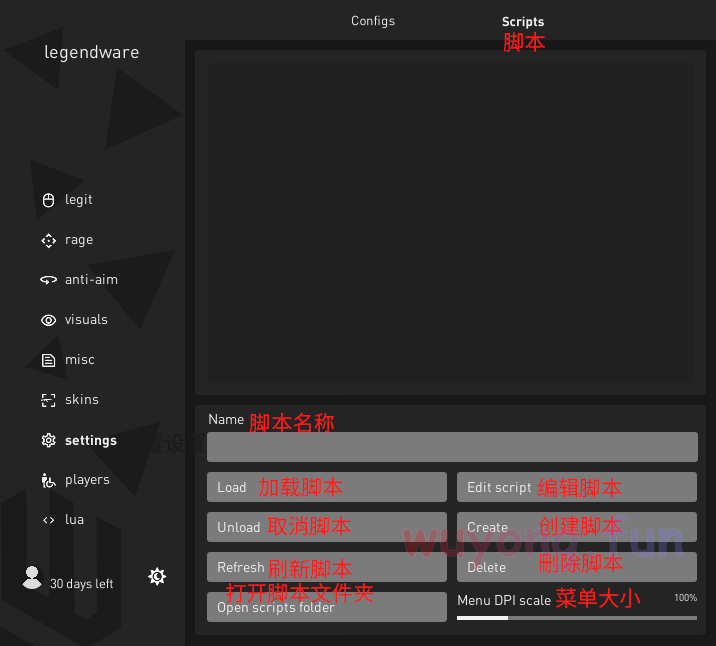 Configs
Scripts
脚本
legendware
legit
rage
anti-aim
visuals
misc
skins
settings
players
lua
30 days left
Name 脚本名称
Load 加载脚本
Edit script 编辑脚本
Unload 取消脚本
Create 创建脚本
Refresh 刷新脚本
Delete 删除脚本
打开脚本文件夹
Open scripts folder
Menu DPI scale 菜单大小
100%